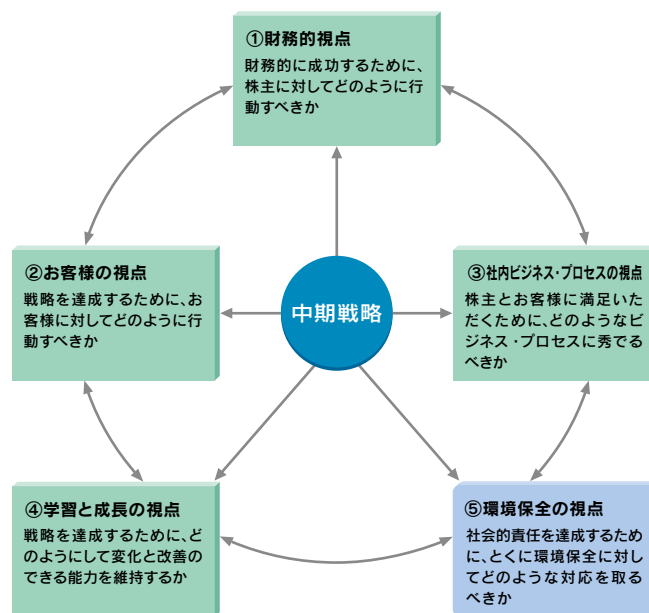 ①財務的視点
財務的に成功するために、
株主に対してどのように行
動すべきか
②お客様の視点
戦略を達成するために、お
客様に対してどのように行
動すべきか
中期戦略
③社内ビジネス・プロセスの視点
株主とお客様に満足いた
だくために、どのようなビ
ジネス・プロセスに秀でる
べきか
④学習と成長の視点
戦略を達成するために、ど
のようにして変化と改善の
できる能力を維持するか
⑤環境保全の視点
社会的責任を達成するため
に、とくに環境保全に対し
てどのような対応を取る
べきか